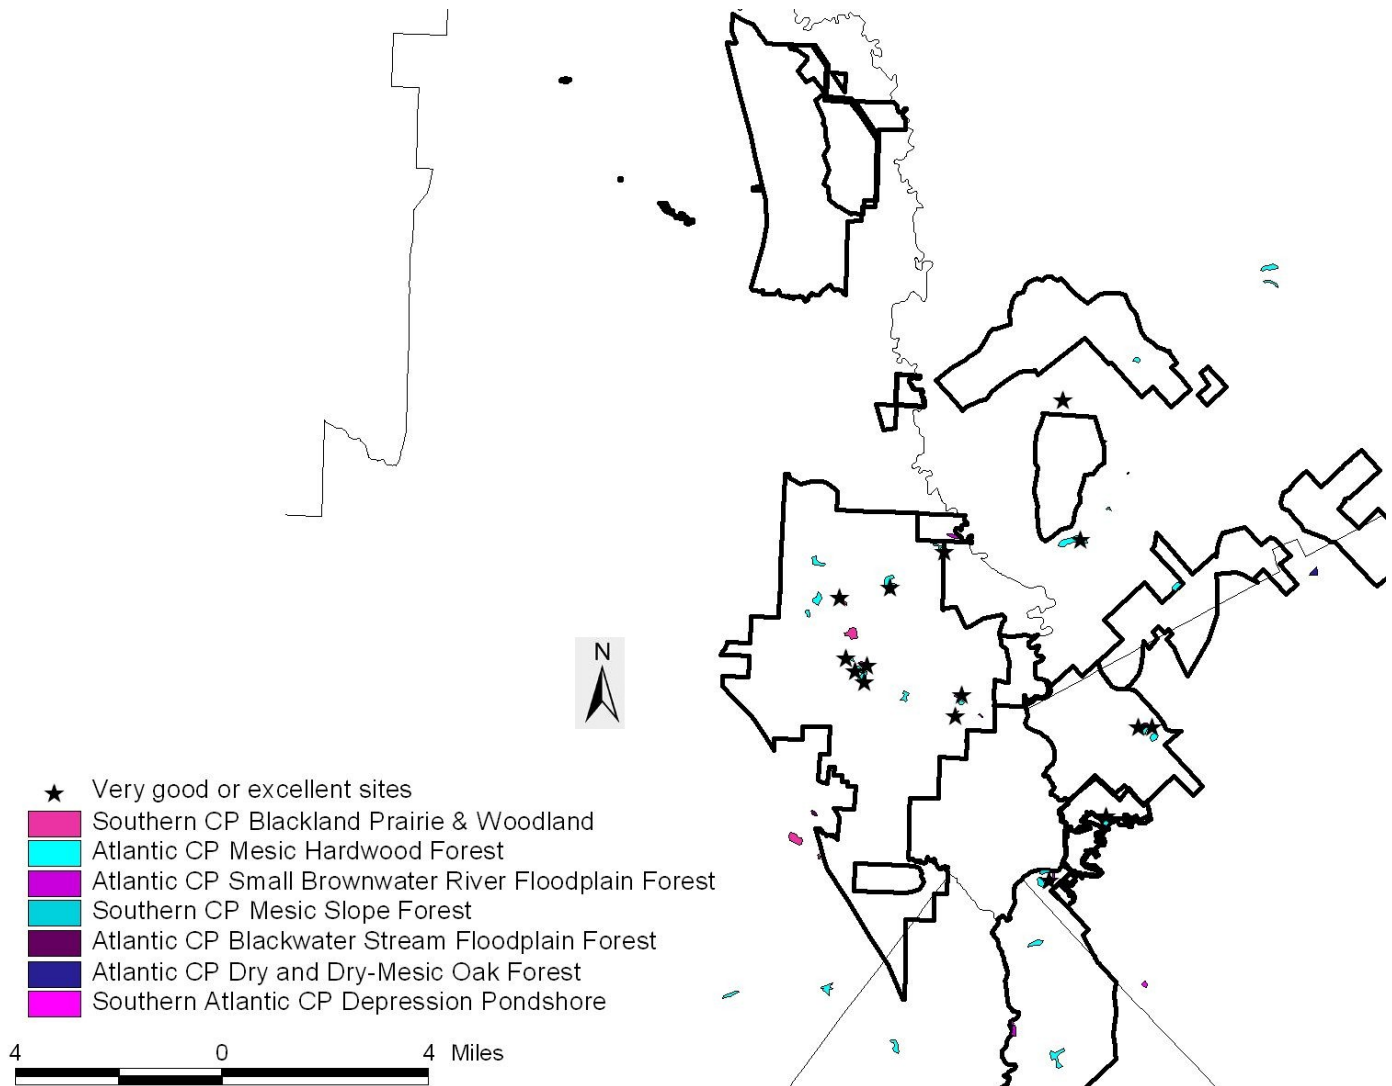 N
Very good or excellent sites
Southern CP Blackland Prairie & Woodland
Atlantic CP Mesic Hardwood Forest
Atlantic CP Small Brownwater River Floodplain Forest
Southern CP Mesic Slope Forest
Atlantic CP Blackwater Stream Floodplain Forest
Atlantic CP Dry and Dry-Mesic Oak Forest
Southern Atlantic CP Depression Pondshore
4 0 4 Miles